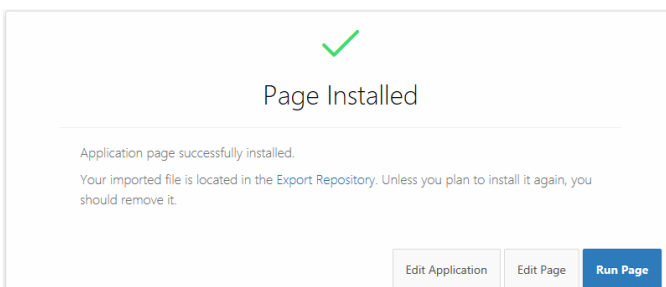 Page Installed
Application page successfully installed.
Your imported file is located in the Export Repository. Unless you plan to install it again, you
should remove it.
Edit Application Edit Page Run Page